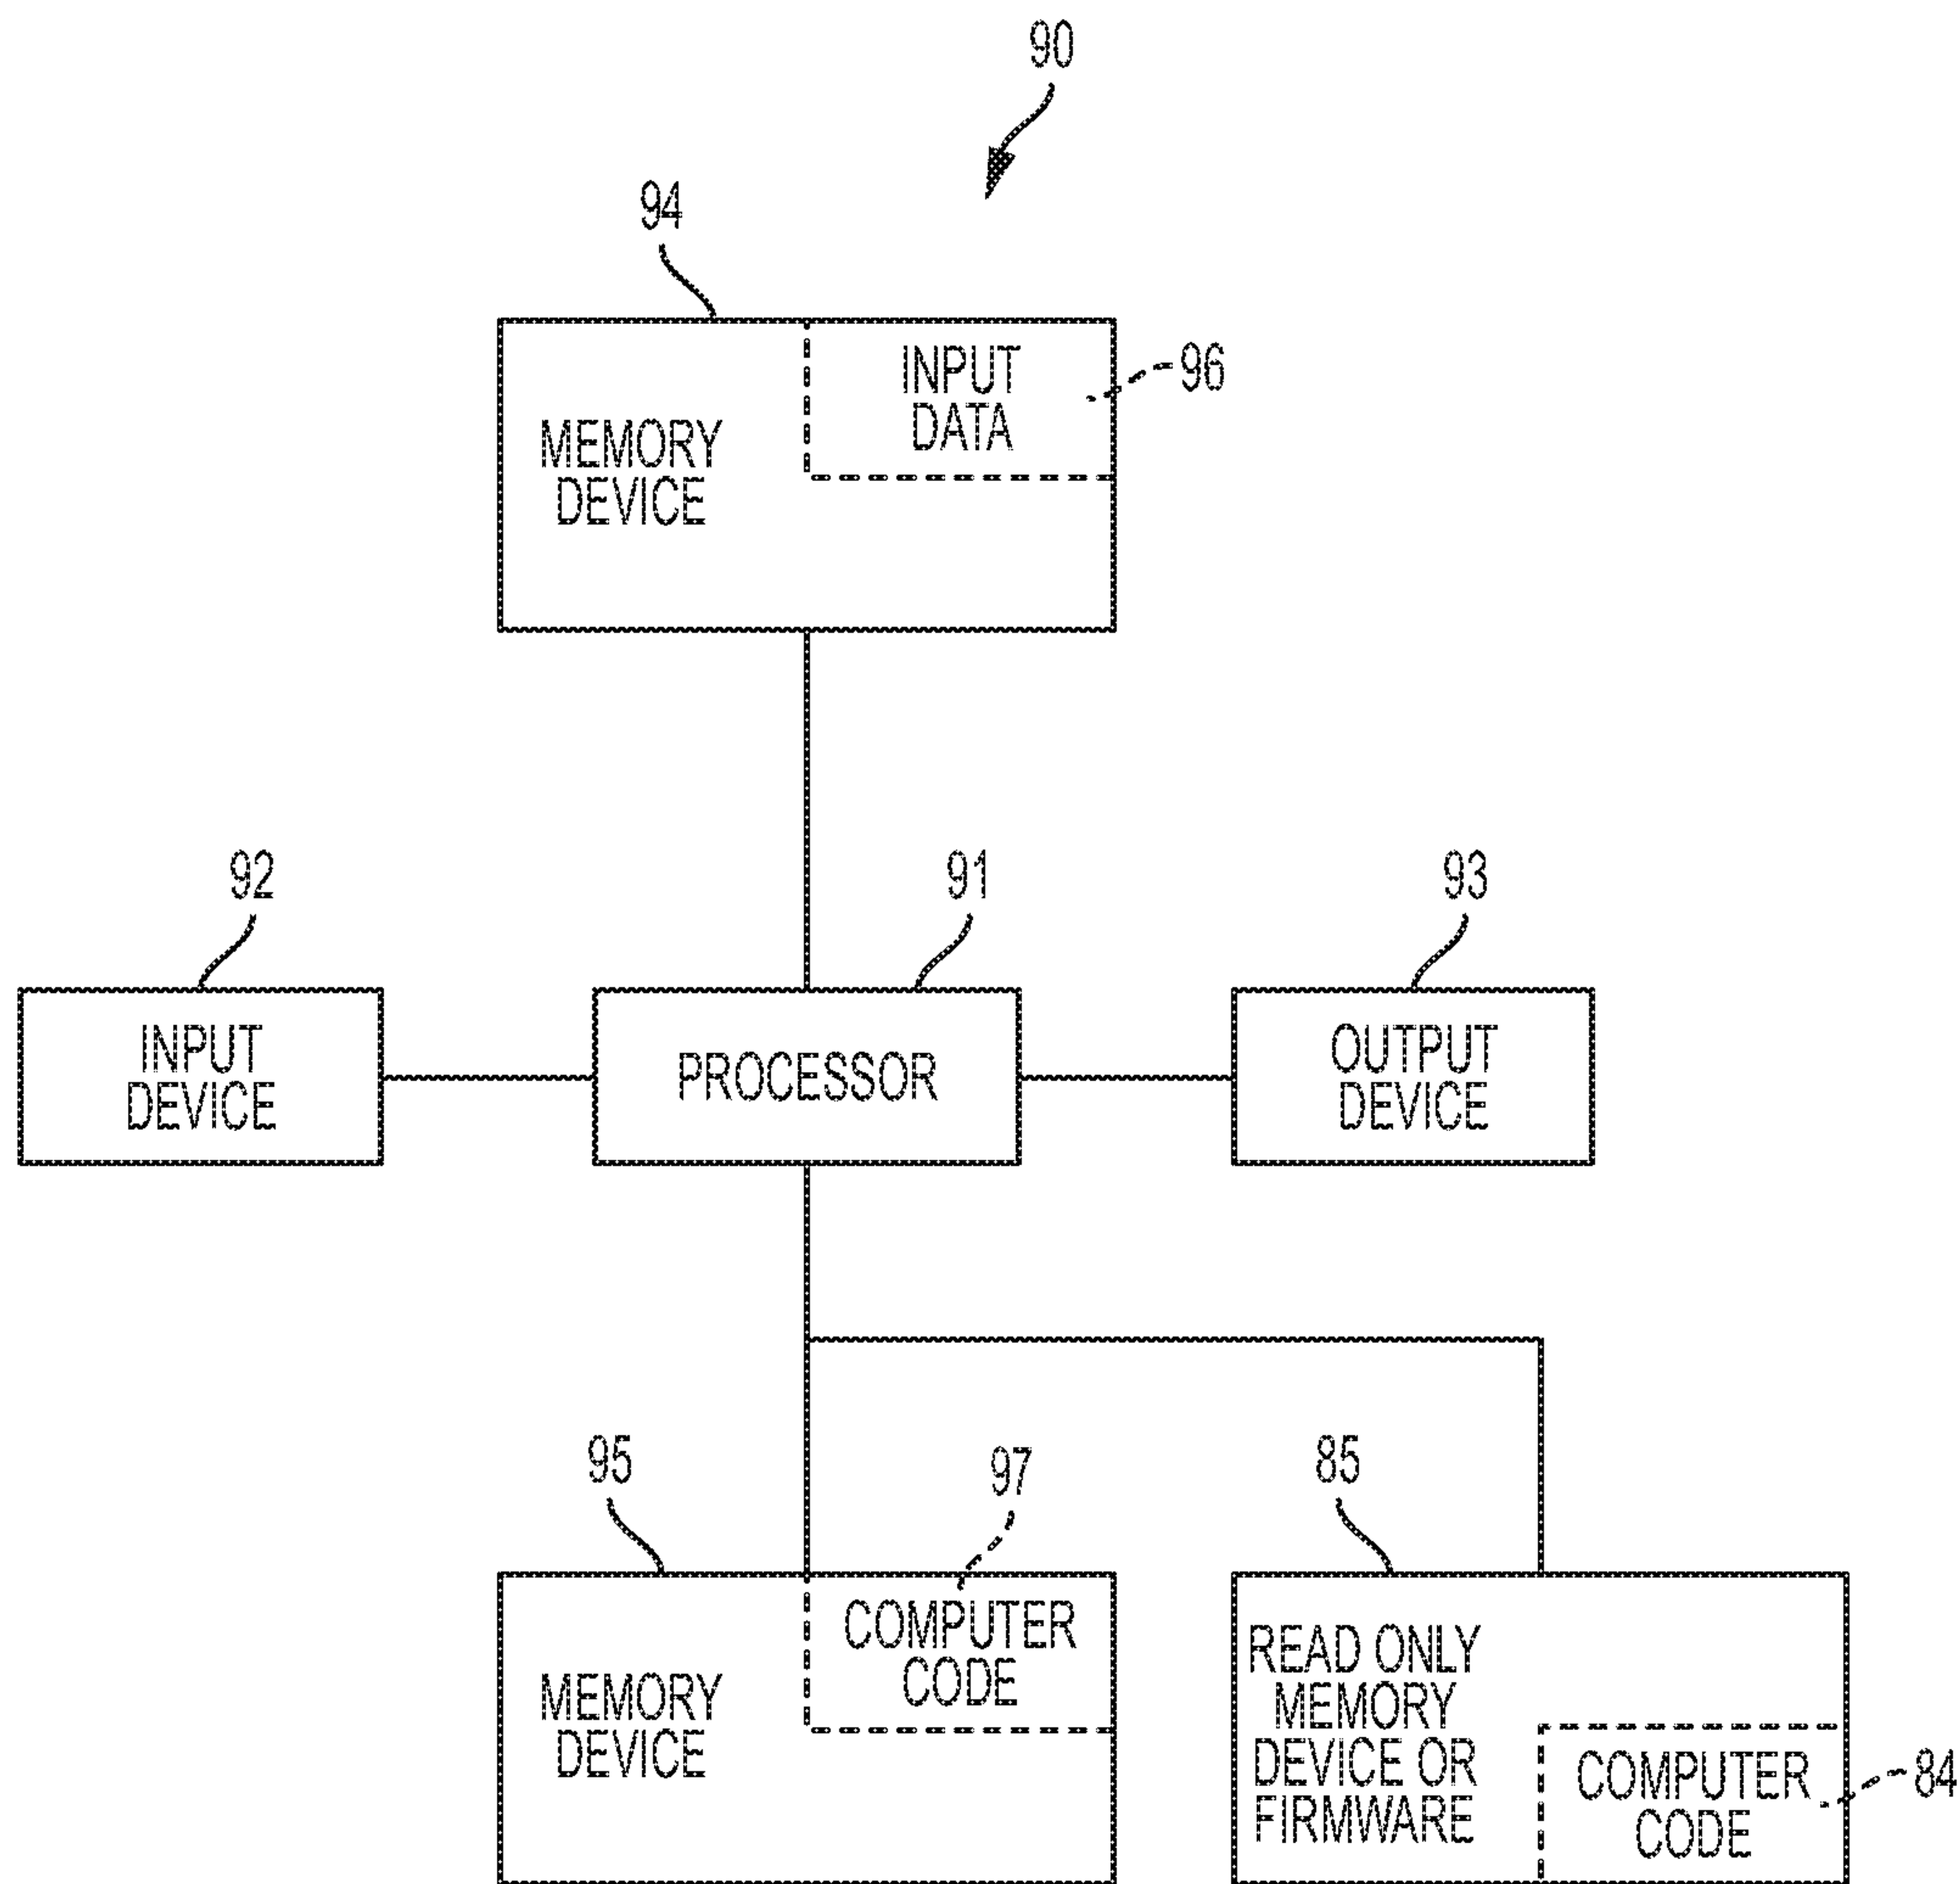 90
94
INPUT
DATA
96
MEMORY
DEVICE
92
91
93
INPUT
DEVICE
PROCESSOR
OUTPUT
DEVICE
95
97
85
COMPUTER
CODE
MEMORY
DEVICE
READ ONLY
MEMORY
DEVICE OR
FIRMWARE
COMPUTER
CODE
84